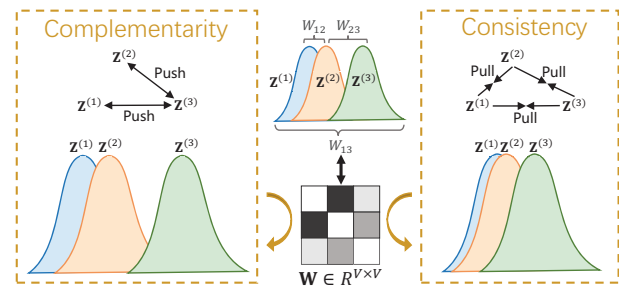 Complementarity
𝐙⁽²⁾
Push
𝐙⁽¹⁾ 𝐙⁽³⁾
Push
𝐙⁽¹⁾ 𝐙⁽²⁾ 𝐙⁽³⁾
W₁₂ W₂₃
𝐙⁽¹⁾ 𝐙⁽²⁾ 𝐙⁽³⁾
W₁₃
𝐖 ∈ R^{V×V}
Consistency
𝐙⁽²⁾
Pull Pull
𝐙⁽¹⁾ 𝐙⁽³⁾
Pull
𝐙⁽¹⁾ 𝐙⁽²⁾ 𝐙⁽³⁾